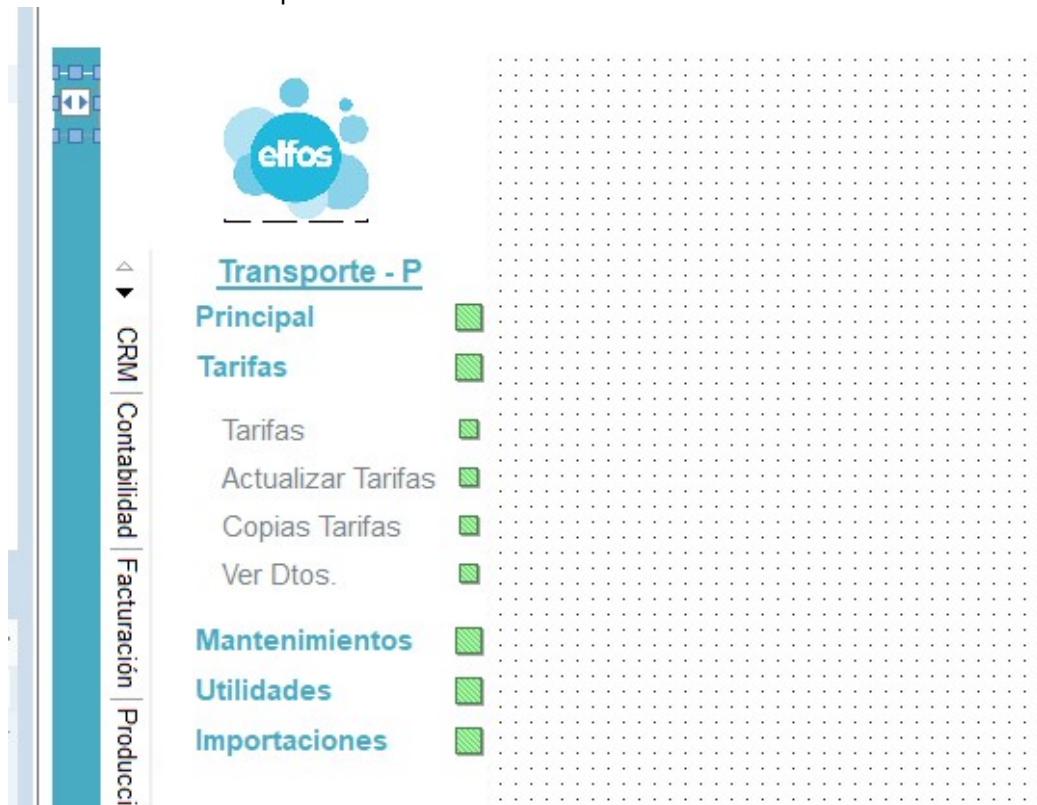 elfos
Transporte - P
Principal
Tarifas
Tarifas
Actualizar Tarifas
Copias Tarifas
Ver Dtos.
Mantenimientos
Utilidades
Importaciones
CRM | Contabilidad | Facturación | Producci